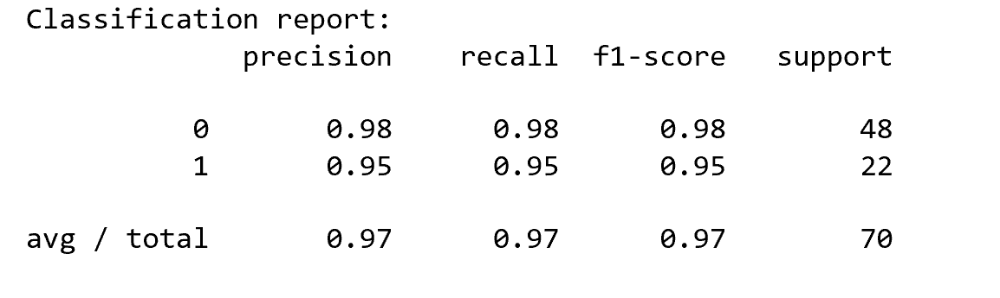 Classification report:
precision recall f1-score support
0 0.98 0.98 0.98 48
1 0.95 0.95 0.95 22
avg / total 0.97 0.97 0.97 70